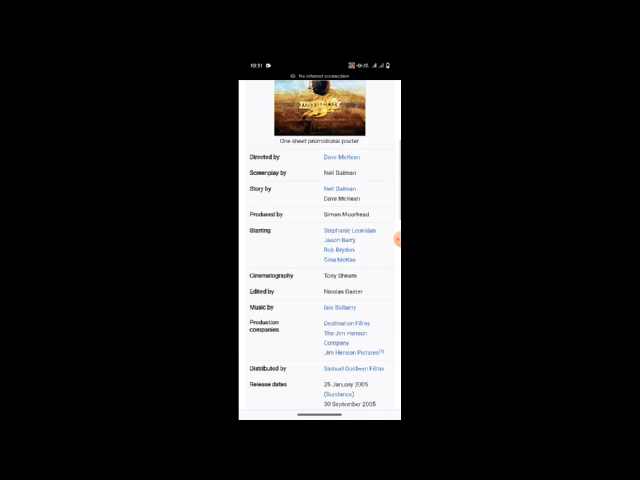 10:51
No internet connection
One-sheet promotional poster.
Directed by Dave McKean
Screenplay by Neil Gaiman
Story by Neil Gaiman
Dave McKean
Produced by Simon Moorhead
Starring Stephanie Leonidas
Jason Barry
Rob Brydon
Gina McKee
Cinematography Tony Shearn
Edited by Nicolas Gaster
Music by Iain Ballamy
Production Destination Films
companies The Jim Henson
Company
Jim Henson Pictures
Distributed by Samuel Goldwyn Films
Release dates 25 January 2005
(Sundance)
30 September 2005